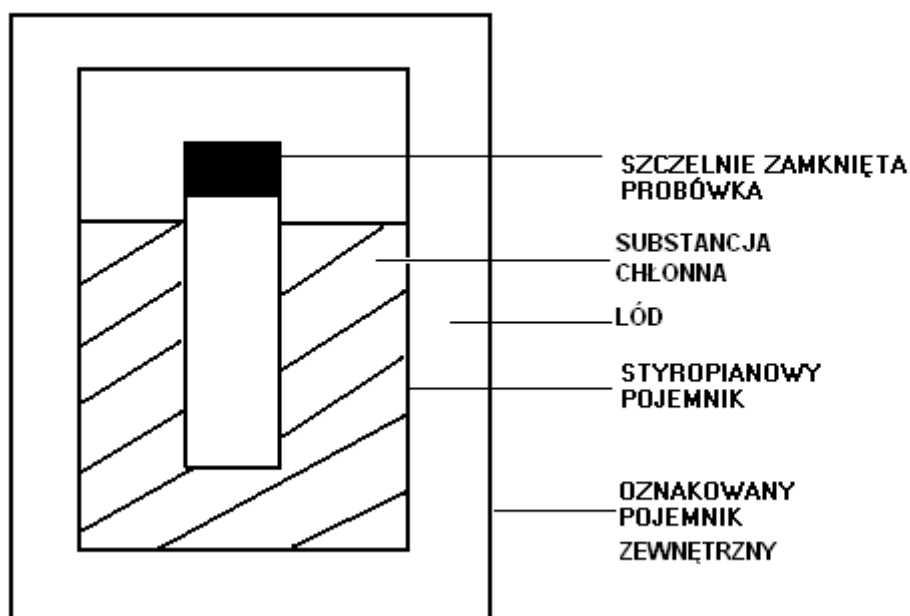 SZCZELNIE ZAMKNIĘTA
PROBÓWKA
SUBSTANCJA
CHŁONNA
LÓD
STYROPIANOWY
POJEMNIK
OZNAKOWANY
POJEMNIK
ZEWNĘTRZNY